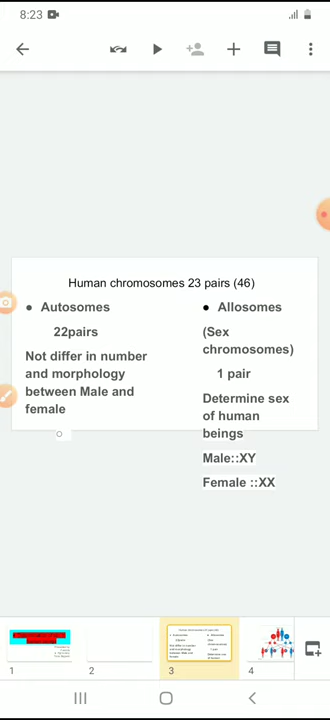 8:23
Human chromosomes 23 pairs (46)
Autosomes
22pairs
Not differ in number
and morphology
between Male and
female
Allosomes
(Sex
chromosomes)
1 pair
Determine sex
of human
beings
Male::XY
Female ::XX
1
2
3
4